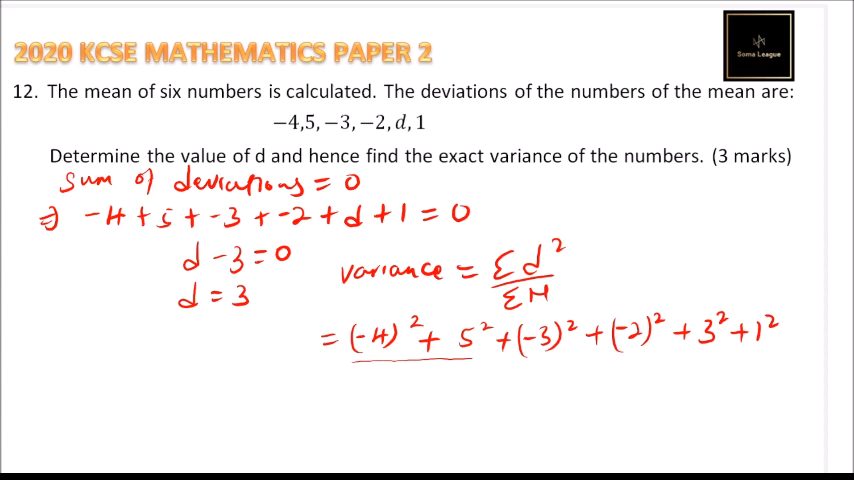 Soma League
2020 KCSE MATHEMATICS PAPER 2
12. The mean of six numbers is calculated. The deviations of the numbers of the mean are:
−4,5, −3, −2, d, 1
Determine the value of d and hence find the exact variance of the numbers. (3 marks)
Sum of deviations = 0
⇒ -4 + 5 + -3 + -2 + d + 1 = 0
d - 3 = 0
d = 3
variance = Σd²/ΣN
= (-4)² + 5² + (-3)² + (-2)² + 3² + 1²